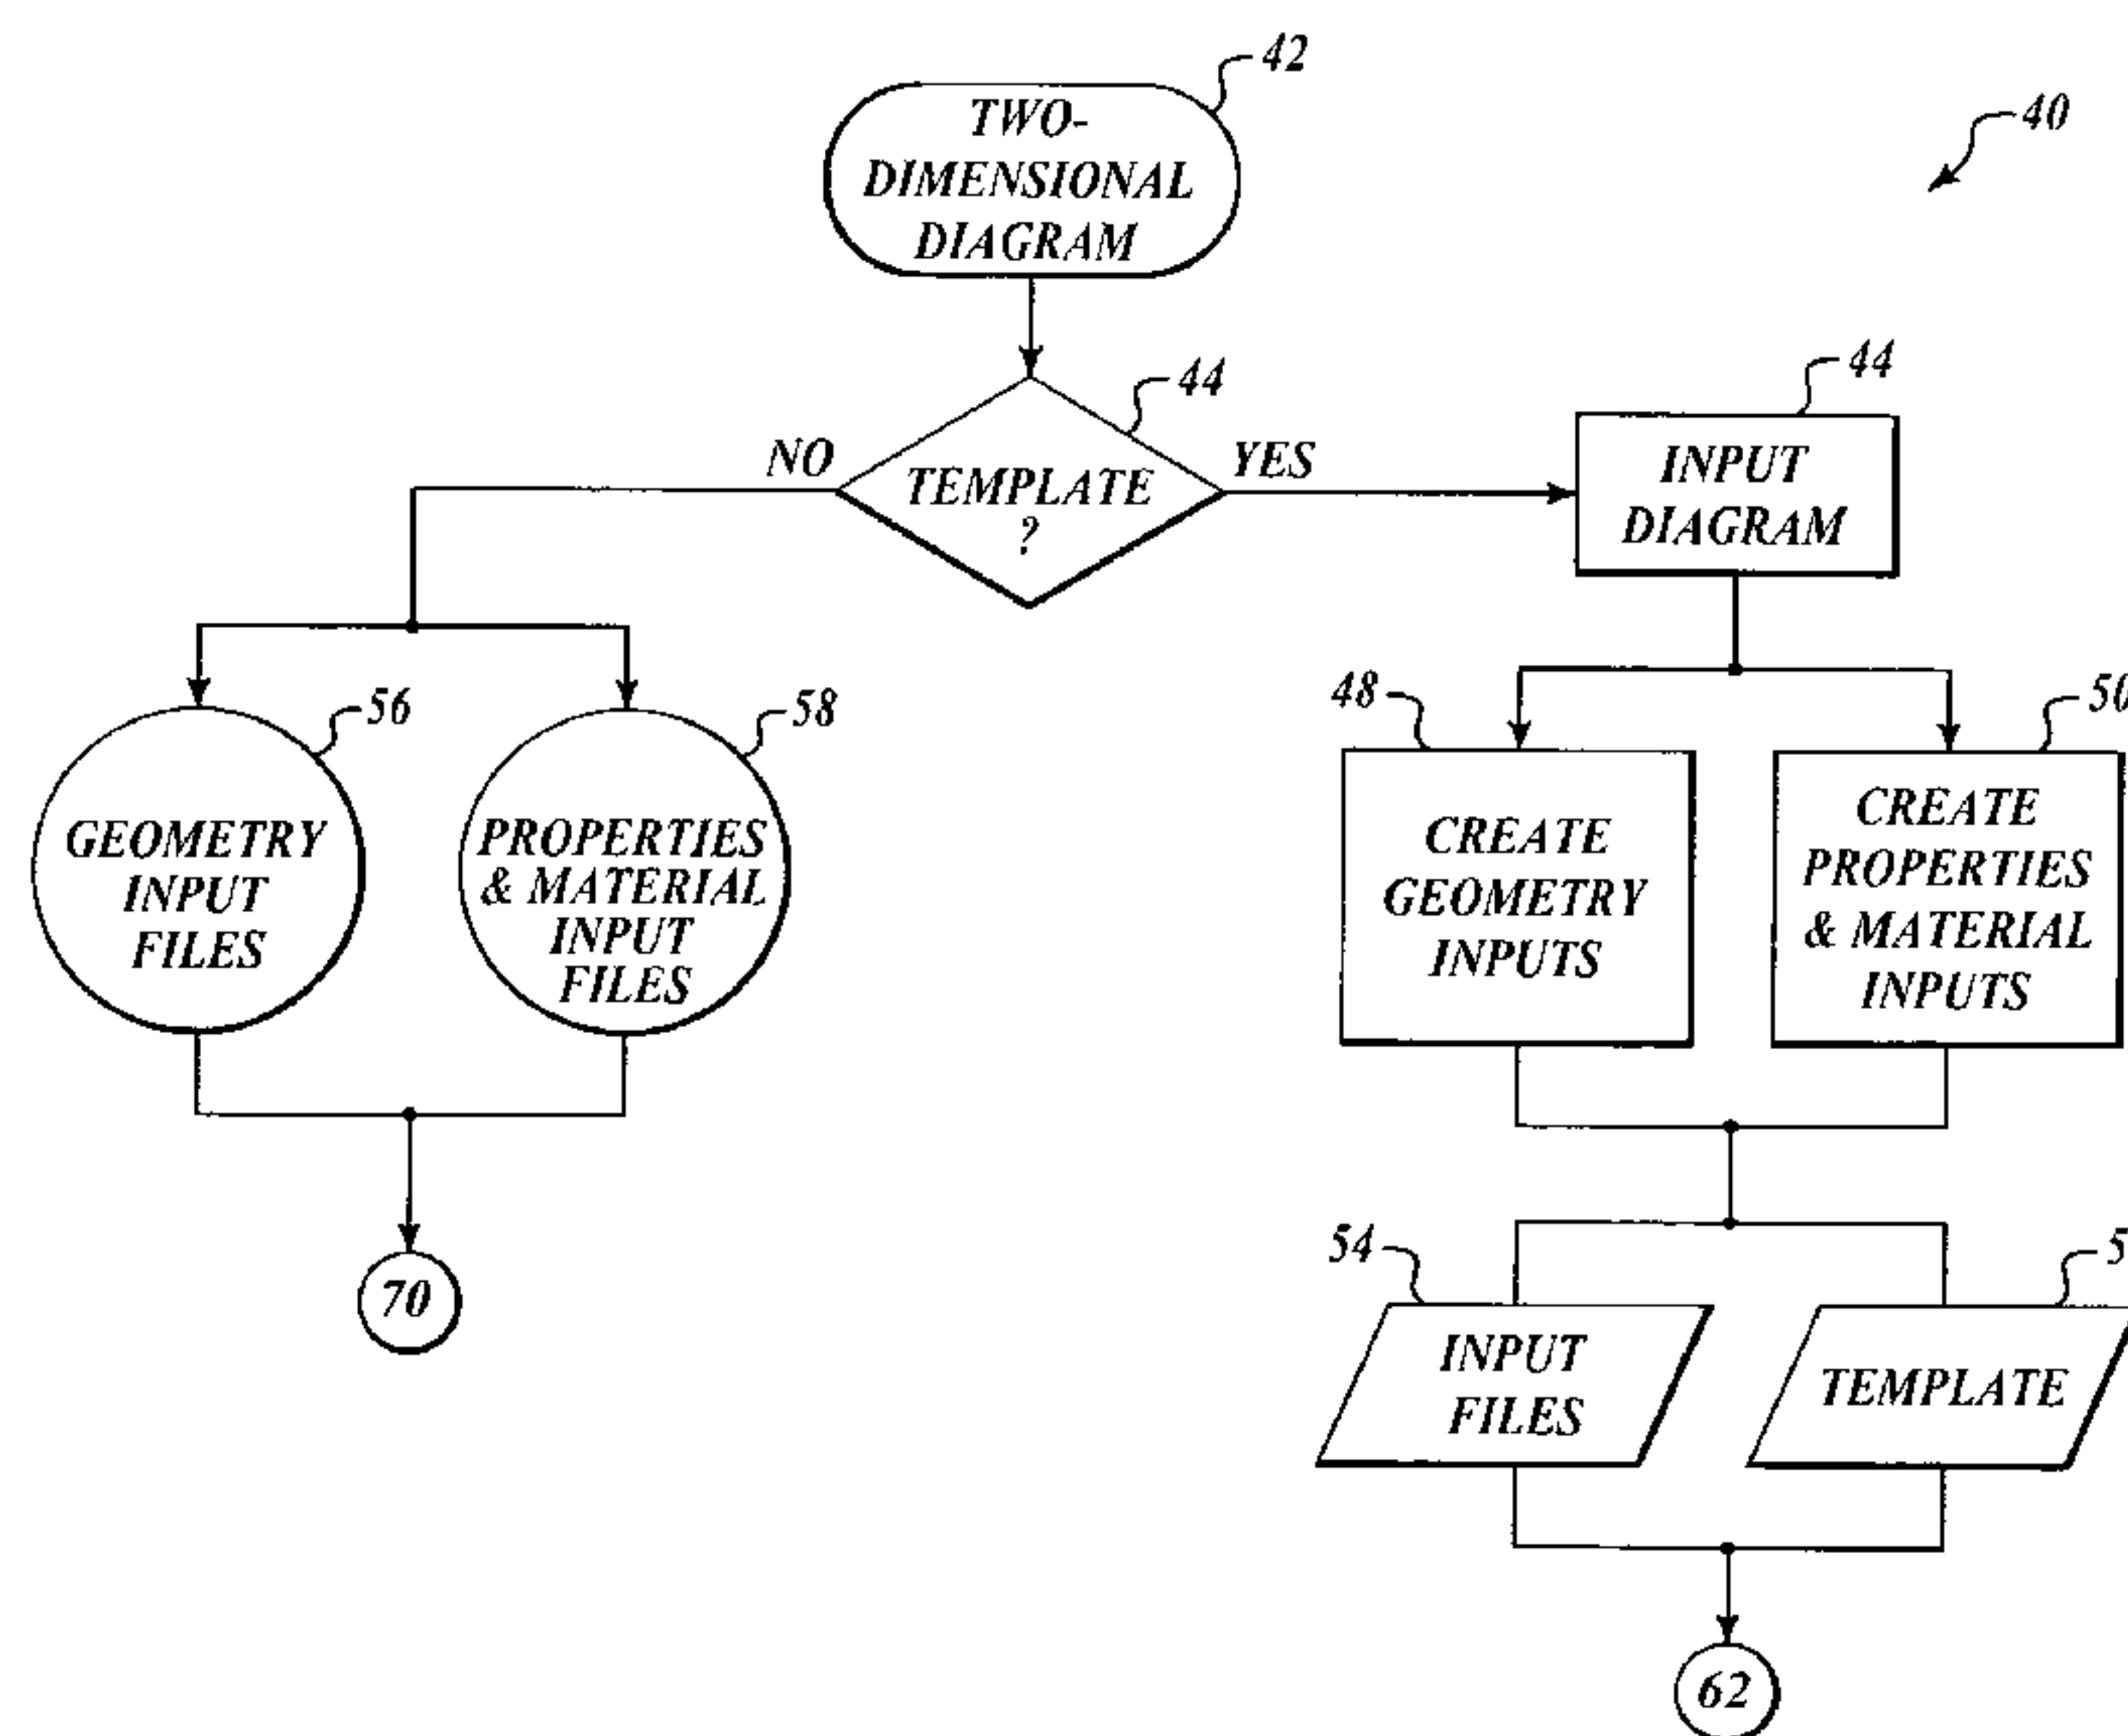 42
TWO-
DIMENSIONAL
DIAGRAM
40
44
NO
TEMPLATE
?
YES
44
INPUT
DIAGRAM
56
GEOMETRY
INPUT
FILES
58
PROPERTIES
& MATERIAL
INPUT
FILES
48
CREATE
GEOMETRY
INPUTS
50
CREATE
PROPERTIES
& MATERIAL
INPUTS
70
54
INPUT
FILES
TEMPLATE
62